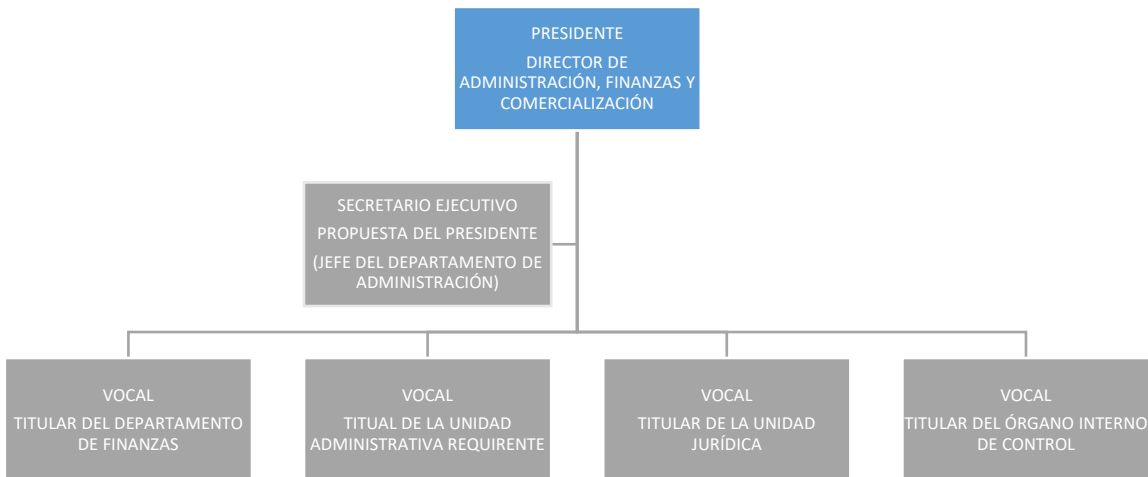 PRESIDENTE
DIRECTOR DE
ADMINISTRACIÓN, FINANZAS Y
COMERCIALIZACIÓN
SECRETARIO EJECUTIVO
PROPUESTA DEL PRESIDENTE
(JEFE DEL DEPARTAMENTO DE
ADMINISTRACIÓN)
VOCAL
TITULAR DEL DEPARTAMENTO
DE FINANZAS
VOCAL
TITUAL DE LA UNIDAD
ADMINISTRATIVA REQUIRENTE
VOCAL
TITULAR DE LA UNIDAD
JURÍDICA
VOCAL
TITULAR DEL ÓRGANO INTERNO
DE CONTROL